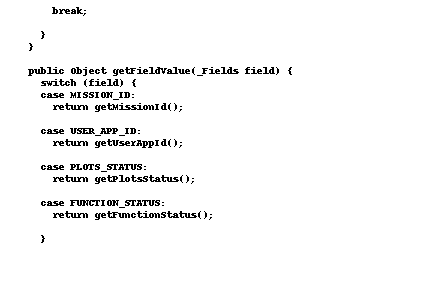 break;
}
}
public Object getFieldValue(_Fields field) {
switch (field) {
case MISSION_ID:
return getMissionId();
case USER_APP_ID:
return getUserAppId();
case PLOTS_STATUS:
return getPlotsStatus();
case FUNCTION_STATUS:
return getFunctionStatus();
}